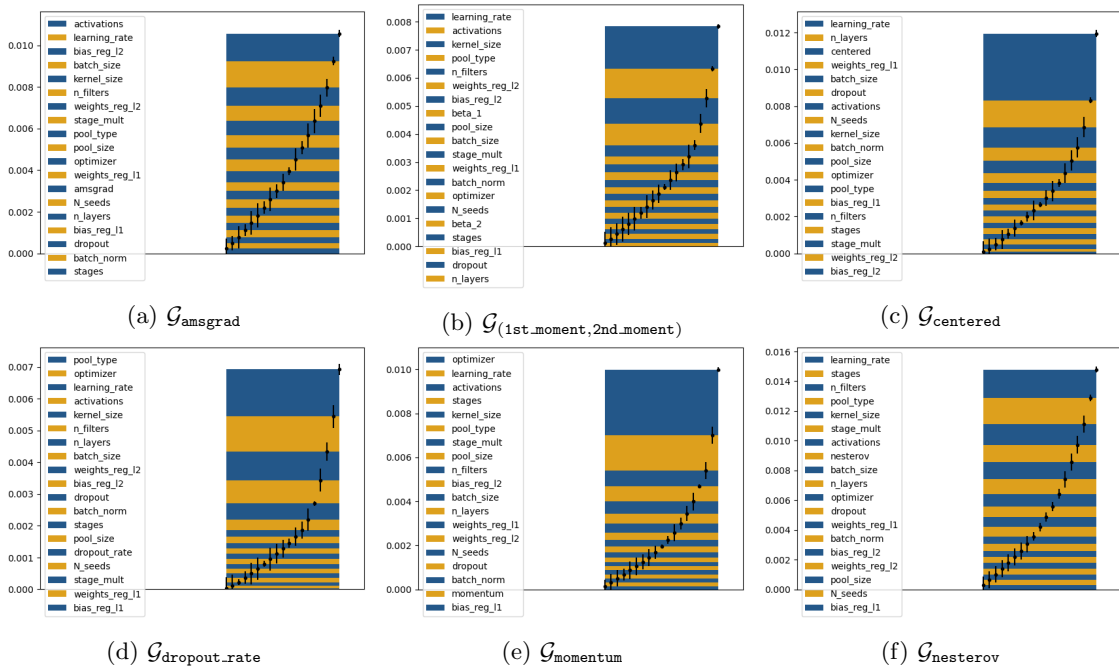 0.010
0.008
0.006
0.004
0.002
0.000
activations
learning_rate
bias_reg_l2
batch_size
kernel_size
n_filters
weights_reg_l2
stage_mult
pool_type
pool_size
optimizer
weights_reg_l1
amsgrad
N_seeds
n_layers
bias_reg_l1
dropout
batch_norm
stages
(a) 𝒢amsgrad
0.008
0.007
0.006
0.005
0.004
0.003
0.002
0.001
0.000
learning_rate
activations
kernel_size
pool_type
n_filters
weights_reg_l2
bias_reg_l2
beta_1
pool_size
batch_size
stage_mult
weights_reg_l1
batch_norm
optimizer
N_seeds
beta_2
stages
bias_reg_l1
dropout
n_layers
(b) 𝒢(1st_moment,2nd_moment)
0.012
0.010
0.008
0.006
0.004
0.002
0.000
learning_rate
n_layers
centered
weights_reg_l1
batch_size
dropout
activations
N_seeds
kernel_size
batch_norm
pool_size
optimizer
pool_type
bias_reg_l1
n_filters
stages
stage_mult
weights_reg_l2
bias_reg_l2
(c) 𝒢centered
0.007
0.006
0.005
0.004
0.003
0.002
0.001
0.000
pool_type
optimizer
learning_rate
activations
kernel_size
n_filters
n_layers
batch_size
weights_reg_l2
bias_reg_l2
dropout
batch_norm
stages
pool_size
dropout_rate
N_seeds
stage_mult
weights_reg_l1
bias_reg_l1
(d) 𝒢dropout_rate
0.010
0.008
0.006
0.004
0.002
0.000
optimizer
learning_rate
activations
stages
kernel_size
pool_type
stage_mult
pool_size
n_filters
bias_reg_l2
batch_size
n_layers
weights_reg_l1
weights_reg_l2
N_seeds
dropout
batch_norm
momentum
bias_reg_l1
(e) 𝒢momentum
0.016
0.014
0.012
0.010
0.008
0.006
0.004
0.002
0.000
learning_rate
stages
n_filters
pool_type
kernel_size
stage_mult
activations
nesterov
batch_size
n_layers
optimizer
dropout
weights_reg_l1
batch_norm
bias_reg_l2
weights_reg_l2
pool_size
N_seeds
bias_reg_l1
(f) 𝒢nesterov